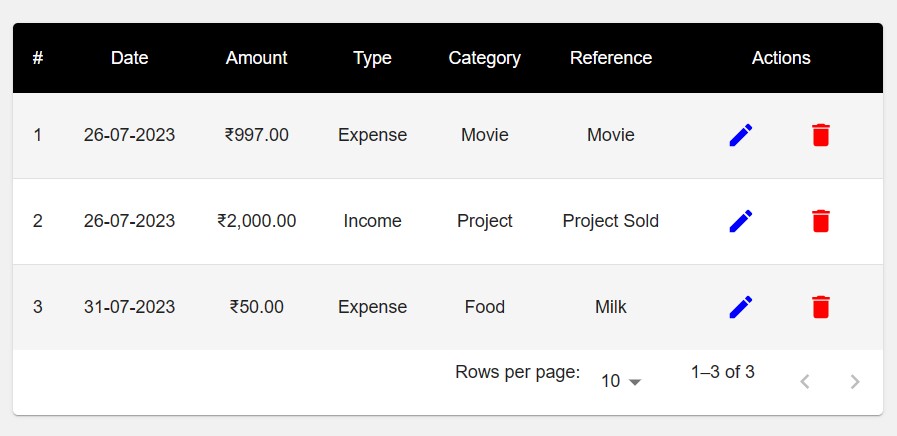 # Date Amount Type Category Reference Actions
1 26-07-2023 ₹997.00 Expense Movie Movie
2 26-07-2023 ₹2,000.00 Income Project Project Sold
3 31-07-2023 ₹50.00 Expense Food Milk
Rows per page: 10 1–3 of 3